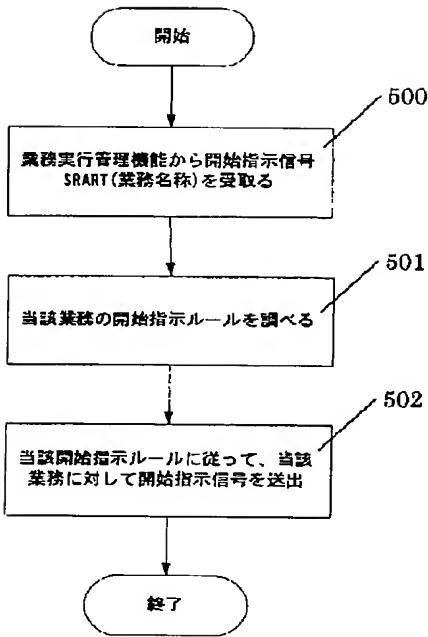 開始
500
業務実行管理機能から開始指示信号
SRART(業務名称)を受取る
501
当該業務の開始指示ルールを調べる
502
当該開始指示ルールに従って、当該
業務に対して開始指示信号を送出
終了